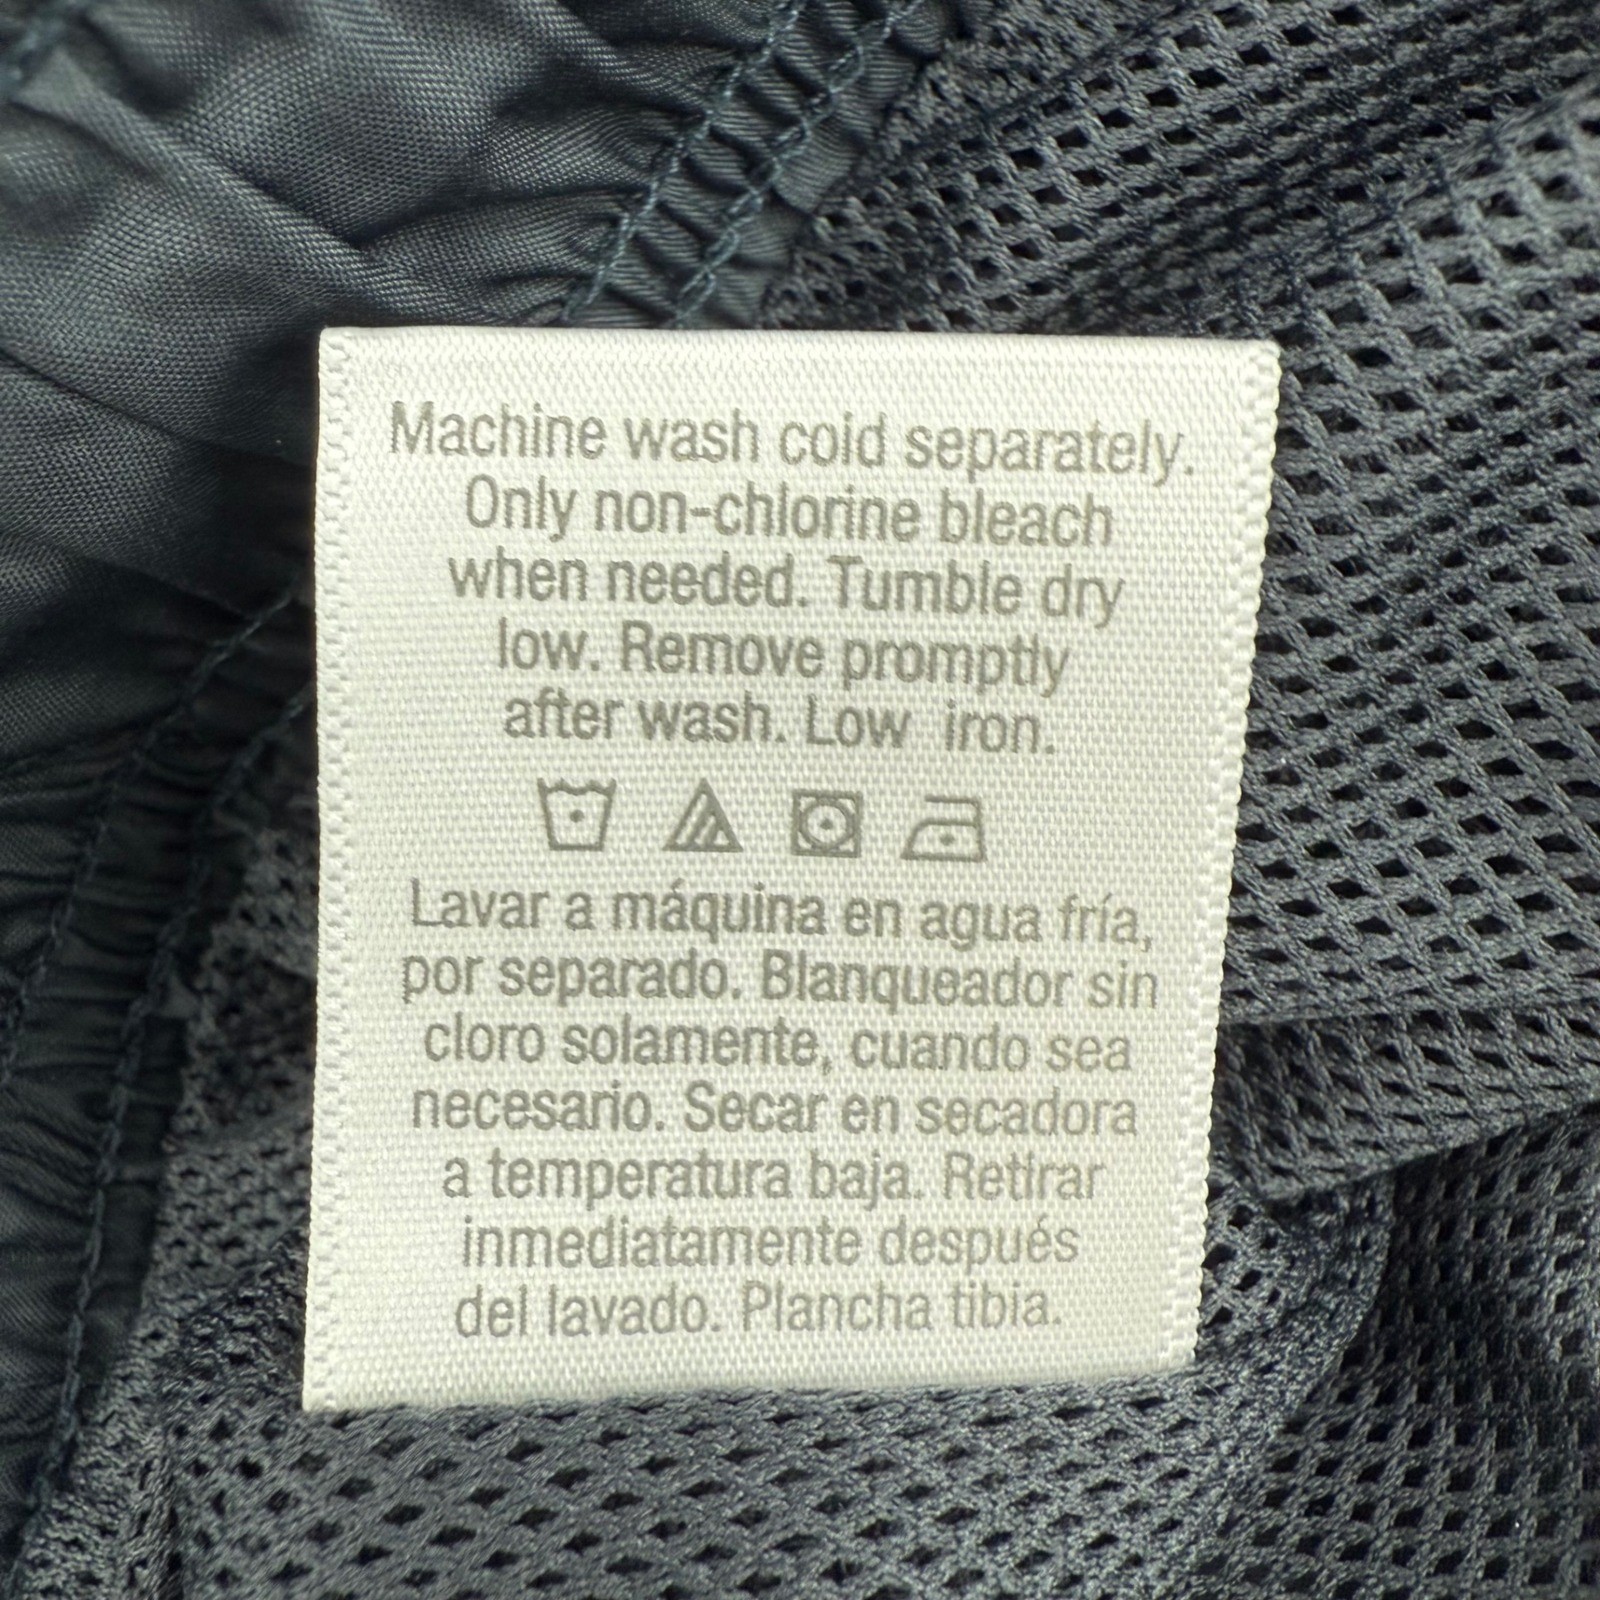 Machine wash cold separately.
Only non-chlorine bleach
when needed. Tumble dry
low. Remove promptly
after wash. Low iron.
Lavar a máquina en agua fría,
por separado. Blanqueador sin
cloro solamente, cuando sea
necesario. Secar en secadora
a temperatura baja. Retirar
inmediatamente después
del lavado. Plancha tibia.